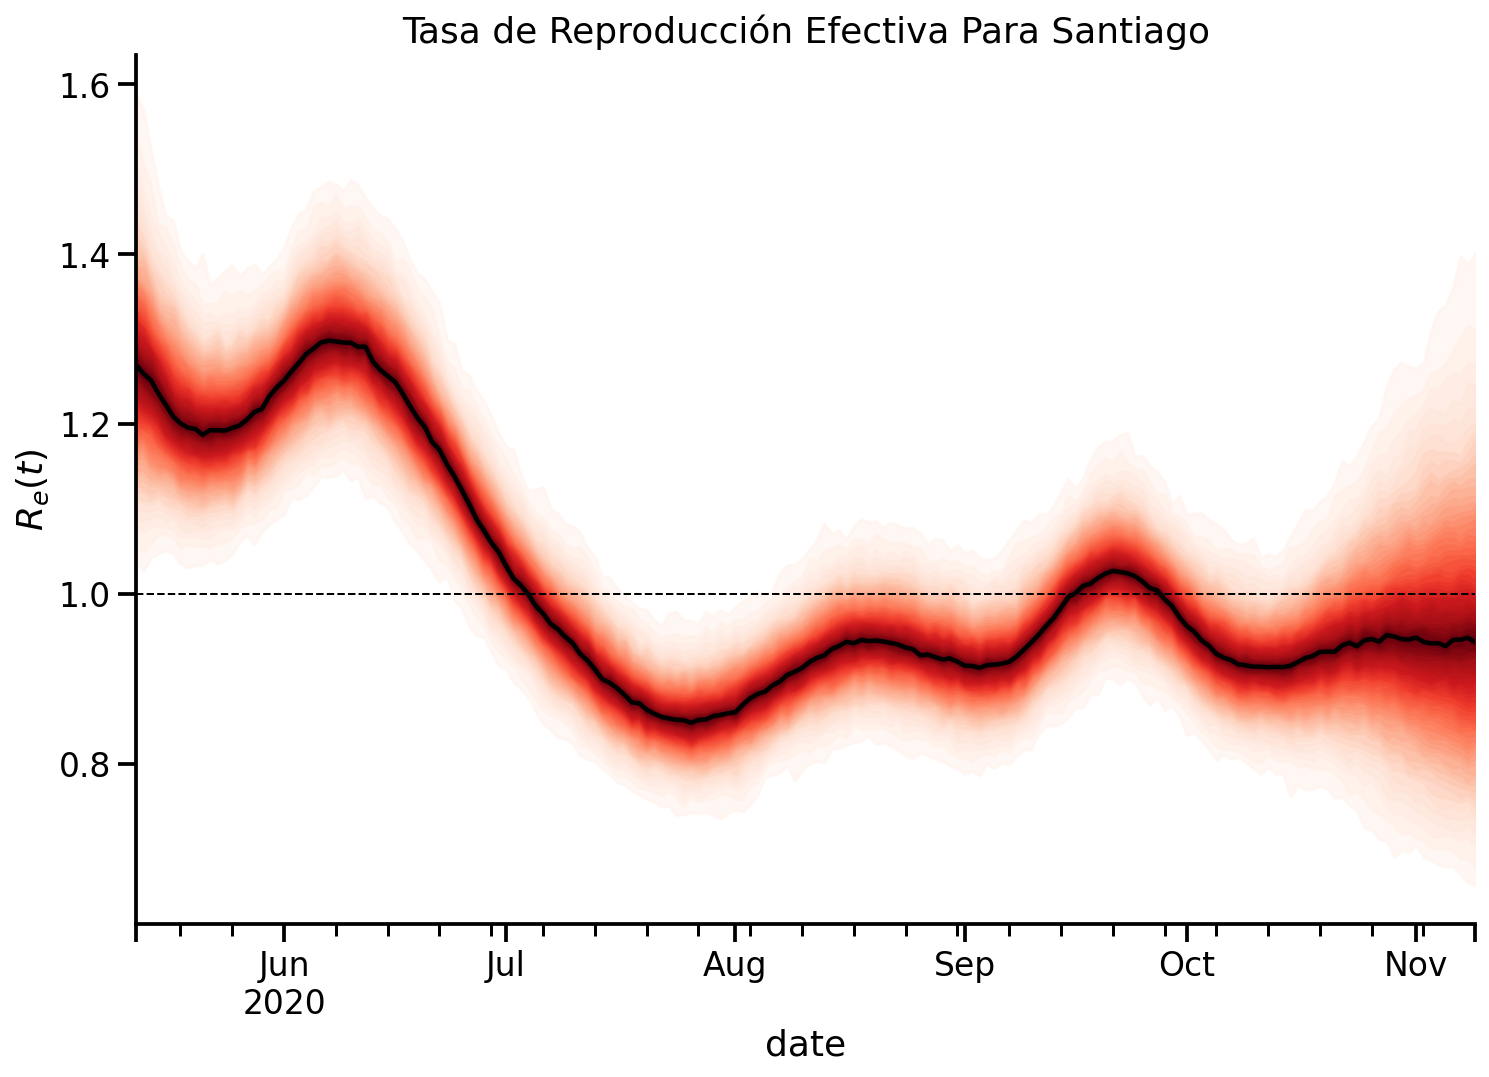 Tasa de Reproducción Efectiva Para Santiago
1.6
1.4
1.2
1.0
0.8
R_e(t)
Jun
2020
Jul
Aug
Sep
Oct
Nov
date